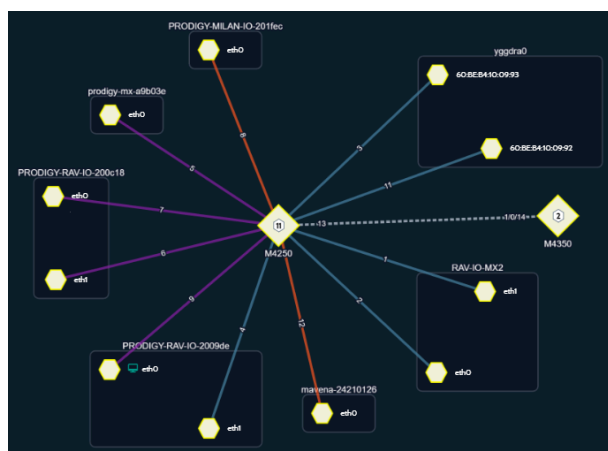 PRODIGY-MILAN-IO-201fec
eth0
yggdra0
60:BE:B4:10:09:93
prodigy-mx-a9b03e
eth0
8
3
60:BE:B4:10:09:92
5
11
PRODIGY-RAV-IO-200c18
eth0
7
13
1/0/14
2
11
M4250
M4350
6
eth1
1
RAV-IO-MX2
eth1
9
4
2
12
PRODIGY-RAV-IO-2009de
eth0
eth0
mavena-24210126
eth0
eth1